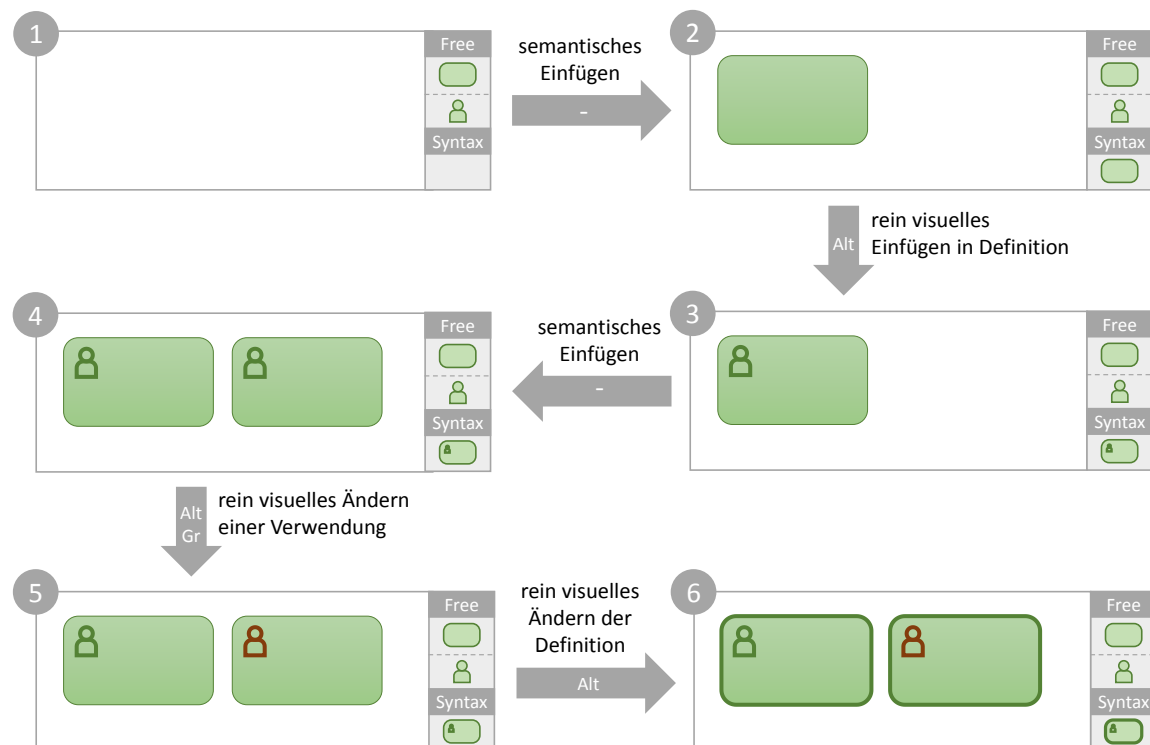 1
Free
Syntax
semantisches
Einfügen
-
2
Free
Syntax
Alt
rein visuelles
Einfügen in Definition
3
Free
Syntax
semantisches
Einfügen
-
4
Free
Syntax
Alt
Gr
rein visuelles Ändern
einer Verwendung
5
Free
Syntax
rein visuelles
Ändern der
Definition
Alt
6
Free
Syntax